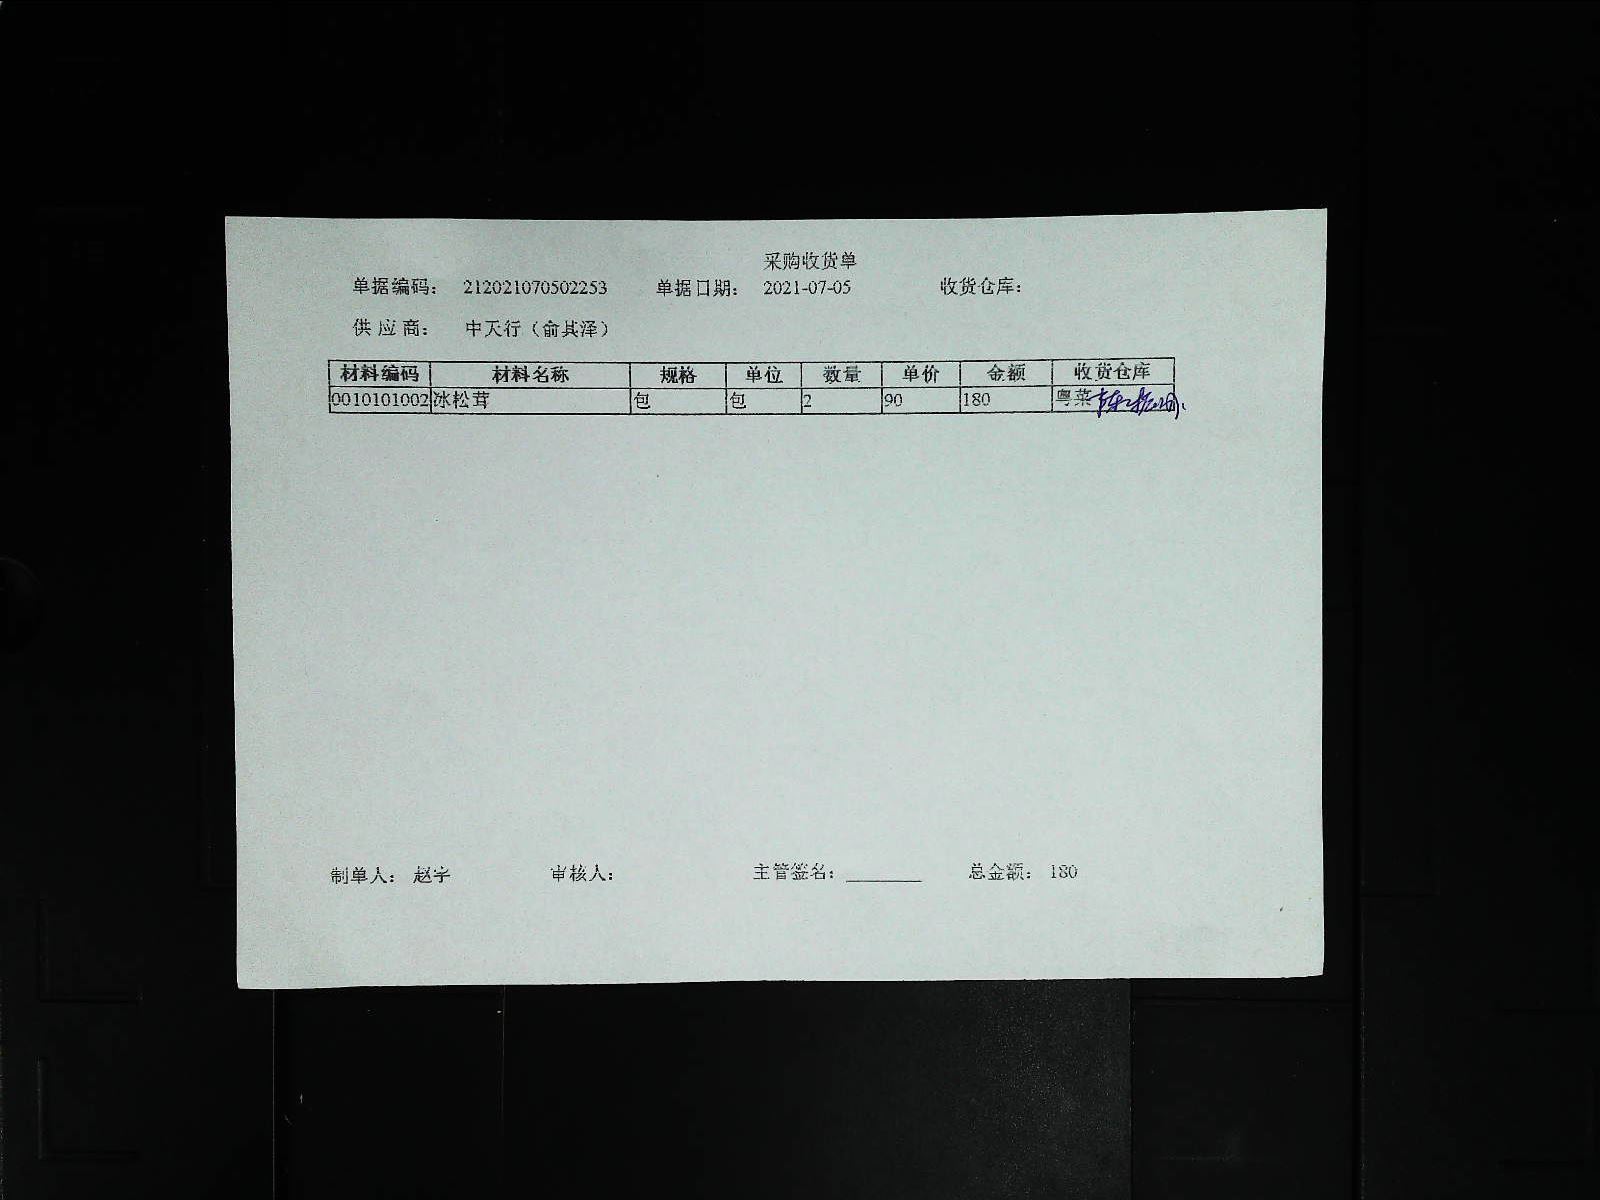 采购收货单
单据编码： 212021070502253 单据日期： 2021-07-05 收货仓库：
供应商： 中天行（俞其泽）
材料编码 材料名称 规格 单位 数量 单价 金额 收货仓库
0010101002 冰松茸 包 包 2 90 180 粤菜
制单人： 赵宇 审核人： 主管签名：________ 总金额： 180